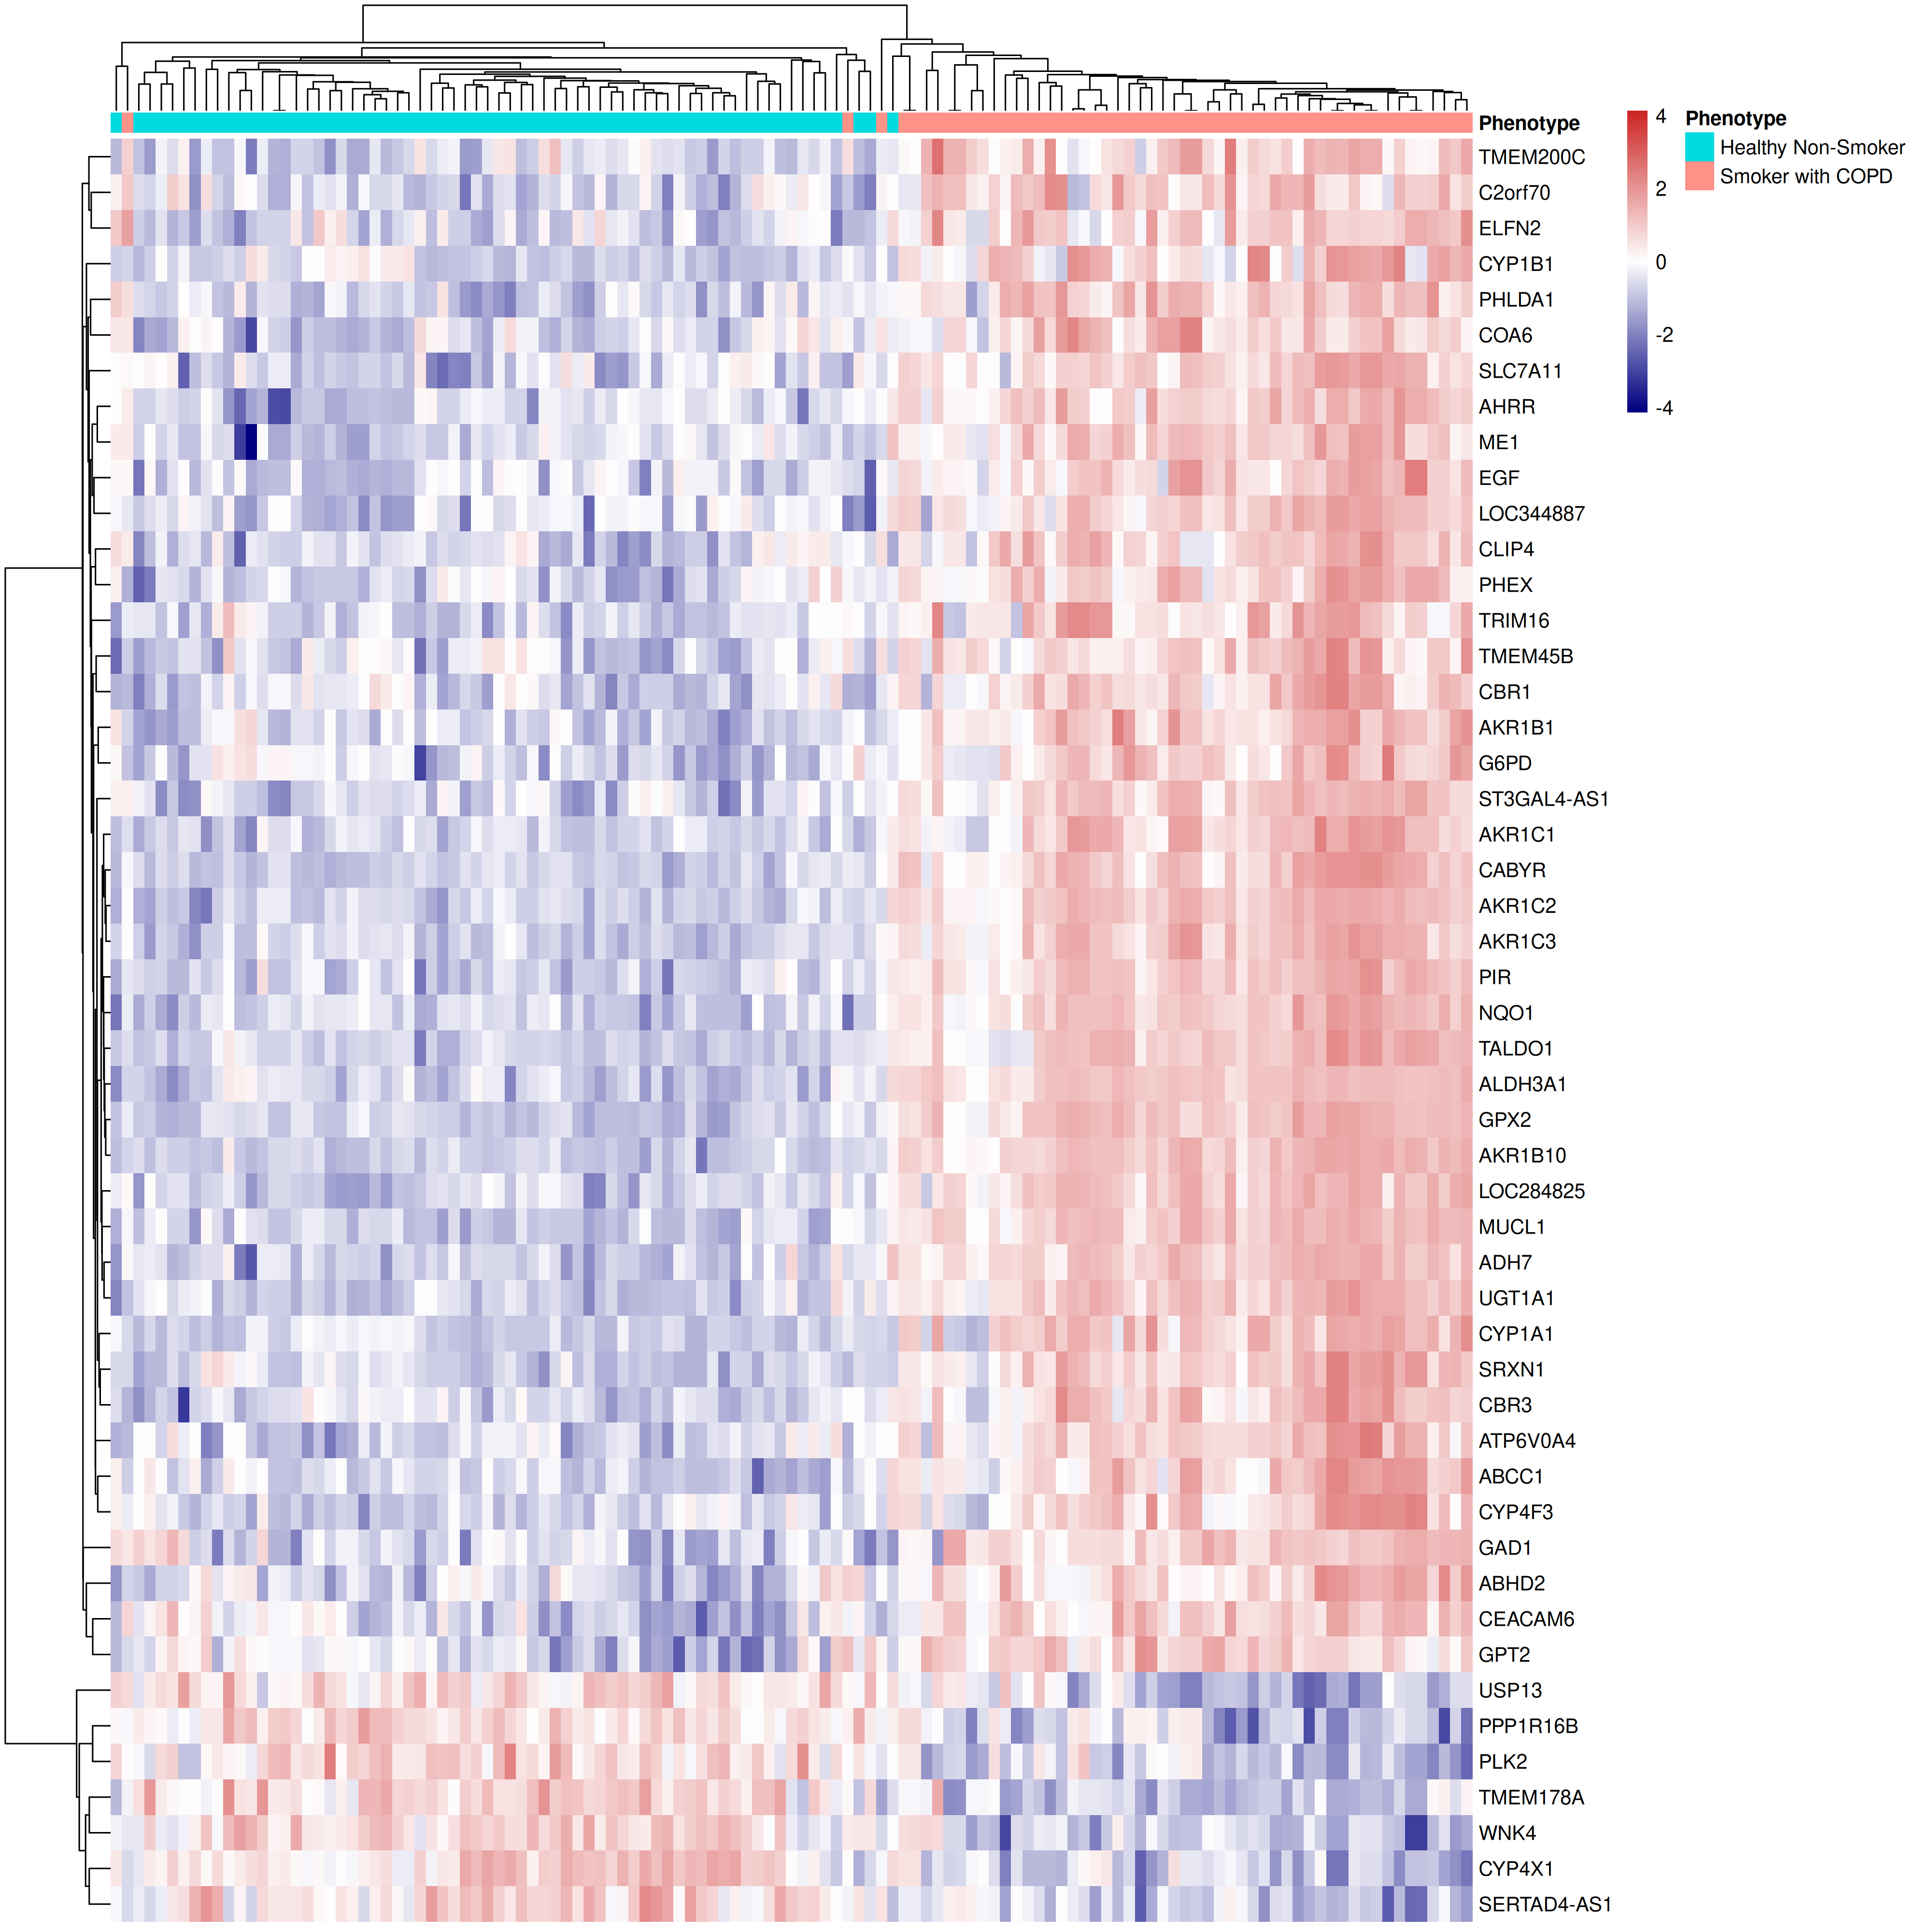 Phenotype
TMEM200C
C2orf70
ELFN2
CYP1B1
PHLDA1
COA6
SLC7A11
AHRR
ME1
EGF
LOC344887
CLIP4
PHEX
TRIM16
TMEM45B
CBR1
AKR1B1
G6PD
ST3GAL4-AS1
AKR1C1
CABYR
AKR1C2
AKR1C3
PIR
NQO1
TALDO1
ALDH3A1
GPX2
AKR1B10
LOC284825
MUCL1
ADH7
UGT1A1
CYP1A1
SRXN1
CBR3
ATP6V0A4
ABCC1
CYP4F3
GAD1
ABHD2
CEACAM6
GPT2
USP13
PPP1R16B
PLK2
TMEM178A
WNK4
CYP4X1
SERTAD4-AS1
4
2
0
-2
-4
Phenotype
Healthy Non-Smoker
Smoker with COPD